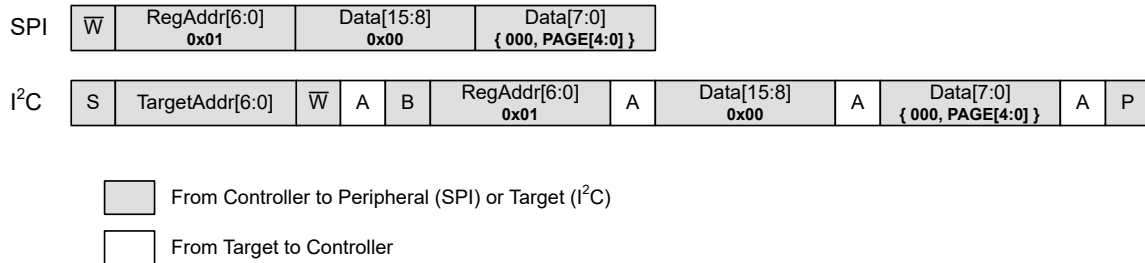 SPI W̅ RegAddr[6:0] 0x01 Data[15:8] 0x00 Data[7:0] { 000, PAGE[4:0] }
I²C S TargetAddr[6:0] W̅ A B RegAddr[6:0] 0x01 A Data[15:8] 0x00 A Data[7:0] { 000, PAGE[4:0] } A P
From Controller to Peripheral (SPI) or Target (I²C)
From Target to Controller